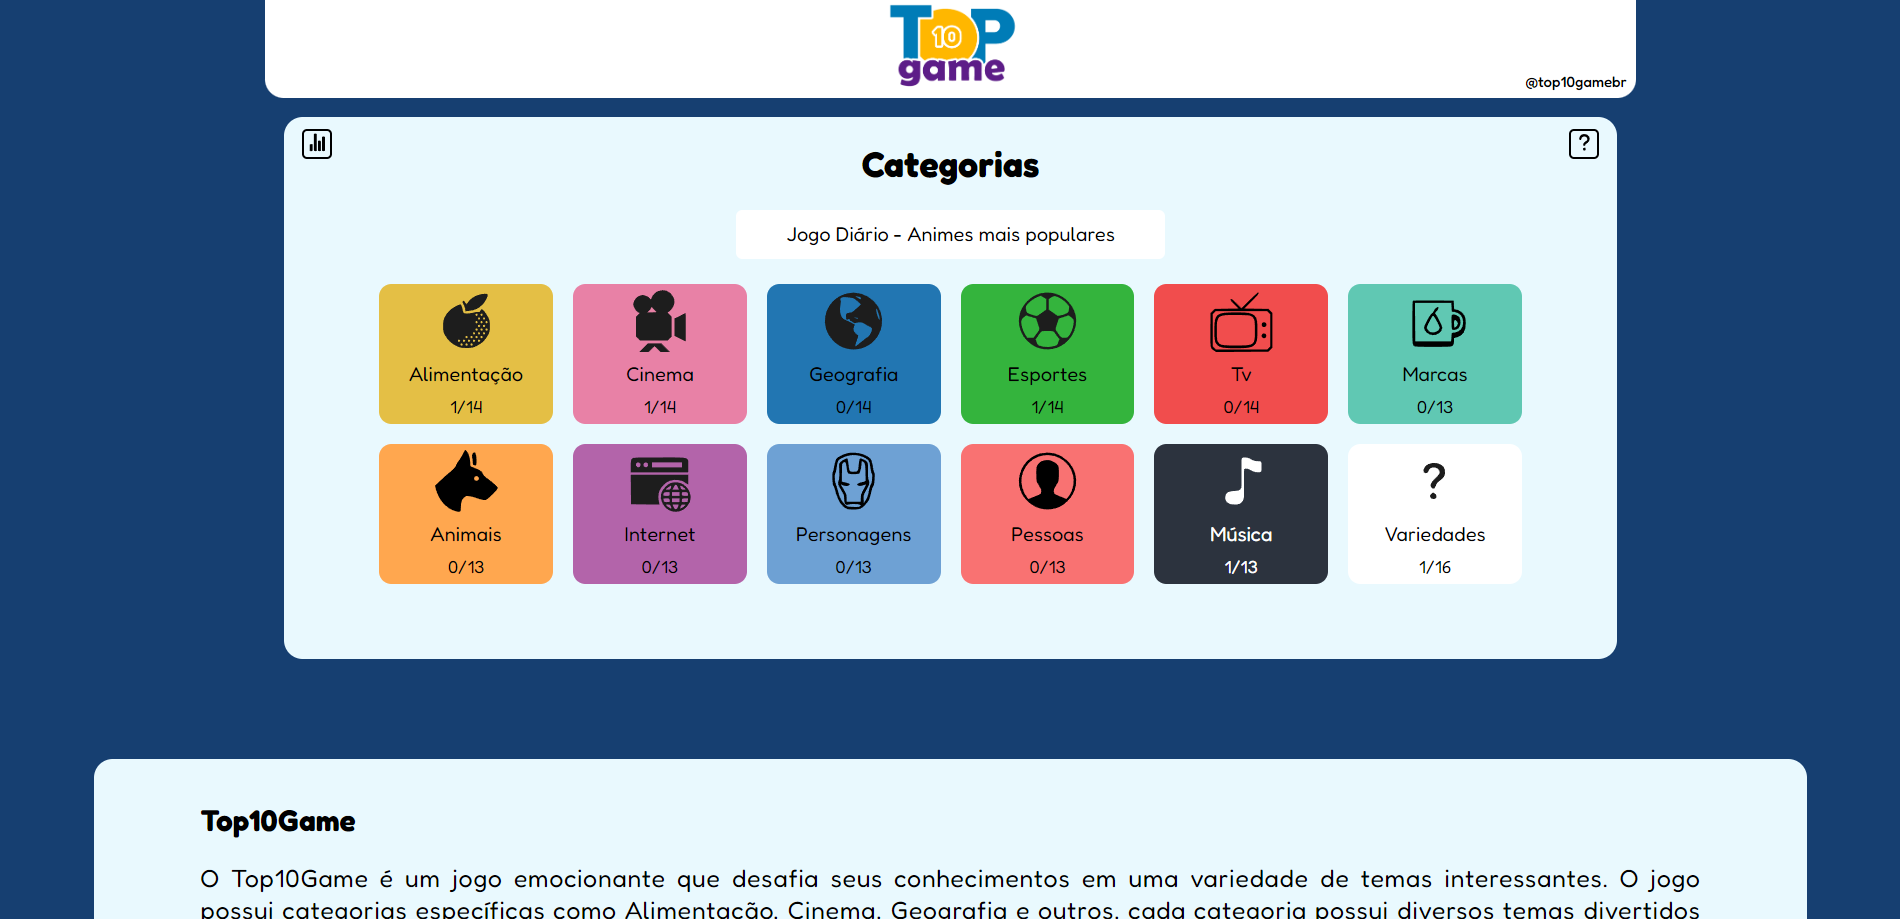 TOP
10
game
@top10gamebr
?
Categorias
Jogo Diário - Animes mais populares
Alimentação
1/14
Cinema
1/14
Geografia
0/14
Esportes
1/14
Tv
0/14
Marcas
0/13
Animais
0/13
Internet
0/13
Personagens
0/13
Pessoas
0/13
Música
1/13
?
Variedades
1/16
Top10Game
O Top10Game é um jogo emocionante que desafia seus conhecimentos em uma variedade de temas interessantes. O jogo
possui categorias específicas como Alimentação, Cinema, Geografia e outros, cada categoria possui diversos temas divertidos